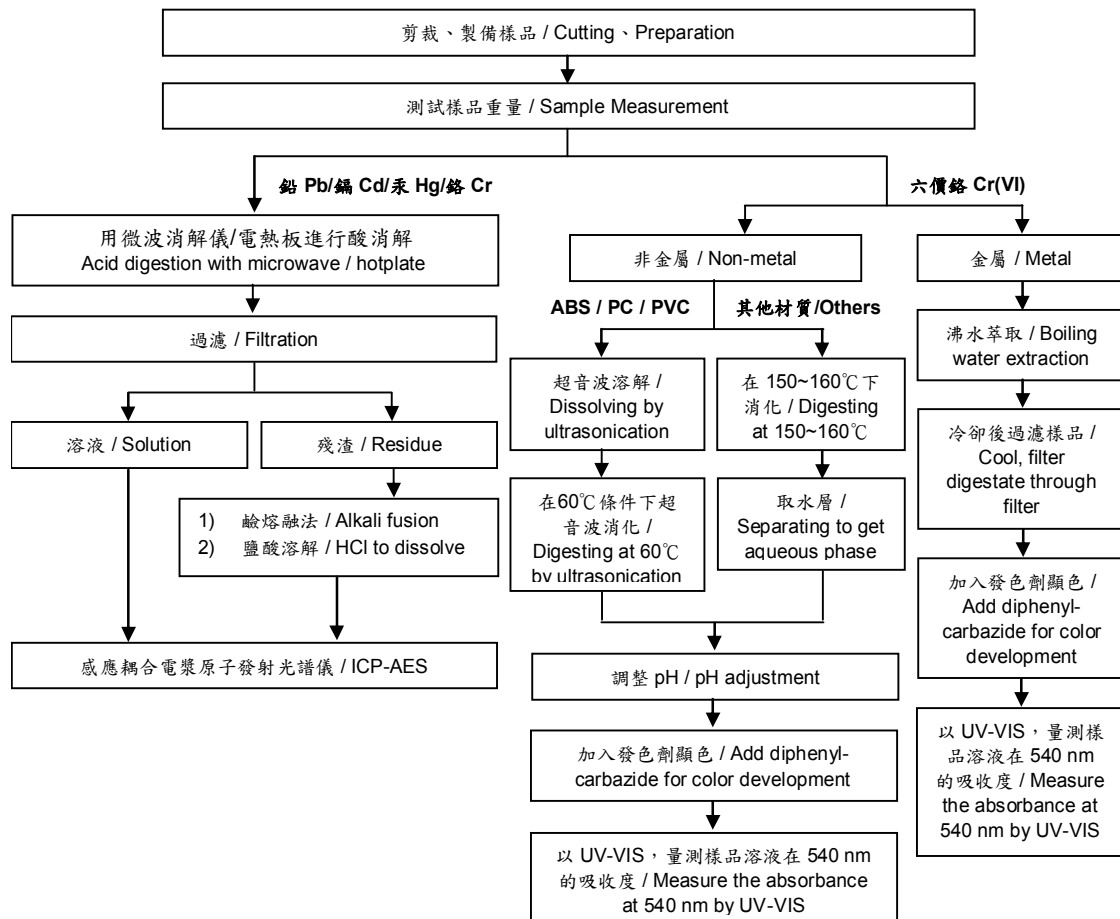 剪裁、製備樣品 / Cutting、Preparation
測試樣品重量 / Sample Measurement
鉛 Pb/鎘 Cd/汞 Hg/鉻 Cr
六價鉻 Cr(VI)
用微波消解儀/電熱板進行酸消解
Acid digestion with microwave / hotplate
過濾 / Filtration
溶液 / Solution
殘渣 / Residue
1) 鹼熔融法 / Alkali fusion
2) 鹽酸溶解 / HCl to dissolve
感應耦合電漿原子發射光譜儀 / ICP-AES
非金屬 / Non-metal
ABS / PC / PVC
其他材質/Others
超音波溶解 /
Dissolving by
ultrasonication
在60℃條件下超
音波消化 /
Digesting at 60℃
by ultrasonication
在 150~160℃下
消化 / Digesting
at 150~160℃
取水層 /
Separating to get
aqueous phase
調整 pH / pH adjustment
加入發色劑顯色 / Add diphenyl-
carbazide for color development
以 UV-VIS，量測樣品溶液在 540 nm
的吸收度 / Measure the absorbance
at 540 nm by UV-VIS
金屬 / Metal
沸水萃取 / Boiling
water extraction
冷卻後過濾樣品 /
Cool, filter
digestate through
filter
加入發色劑顯色 /
Add diphenyl-
carbazide for color
development
以 UV-VIS，量測樣
品溶液在 540 nm
的吸收度 / Measure
the absorbance at
540 nm by UV-VIS